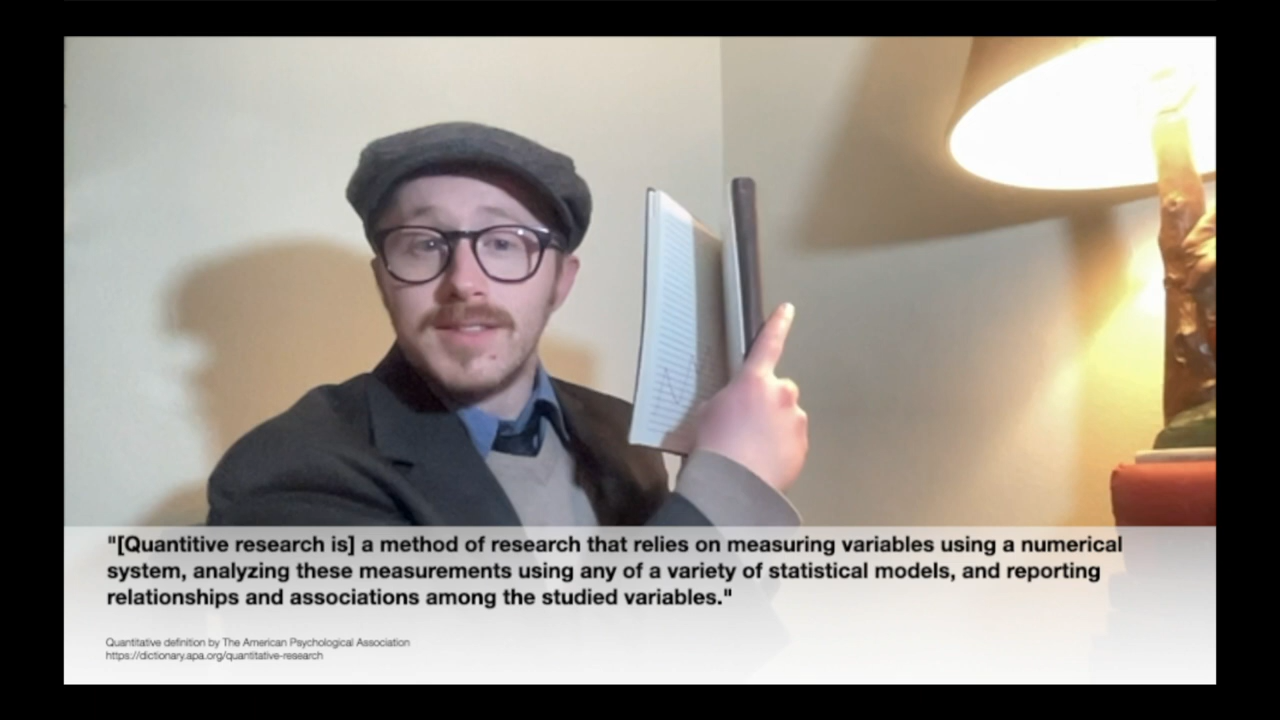 "[Quantitive research is] a method of research that relies on measuring variables using a numerical
system, analyzing these measurements using any of a variety of statistical models, and reporting
relationships and associations among the studied variables."
Quantitative definition by The American Psychological Association
https://dictionary.apa.org/quantitative-research